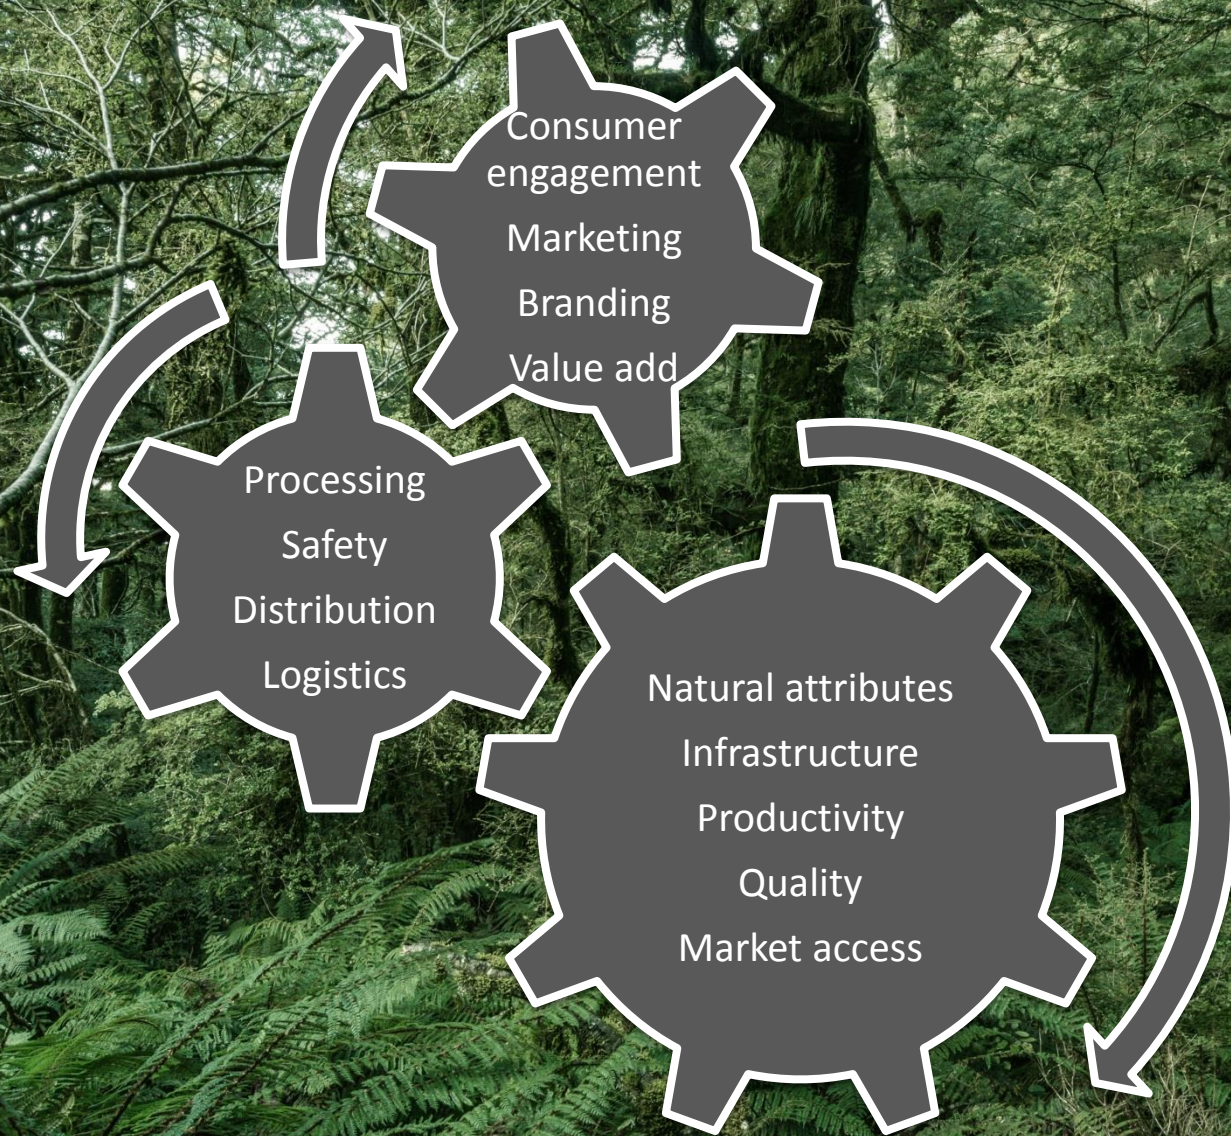 Consumer
engagement
Marketing
Branding
Value add
Processing
Safety
Distribution
Logistics
Natural attributes
Infrastructure
Productivity
Quality
Market access